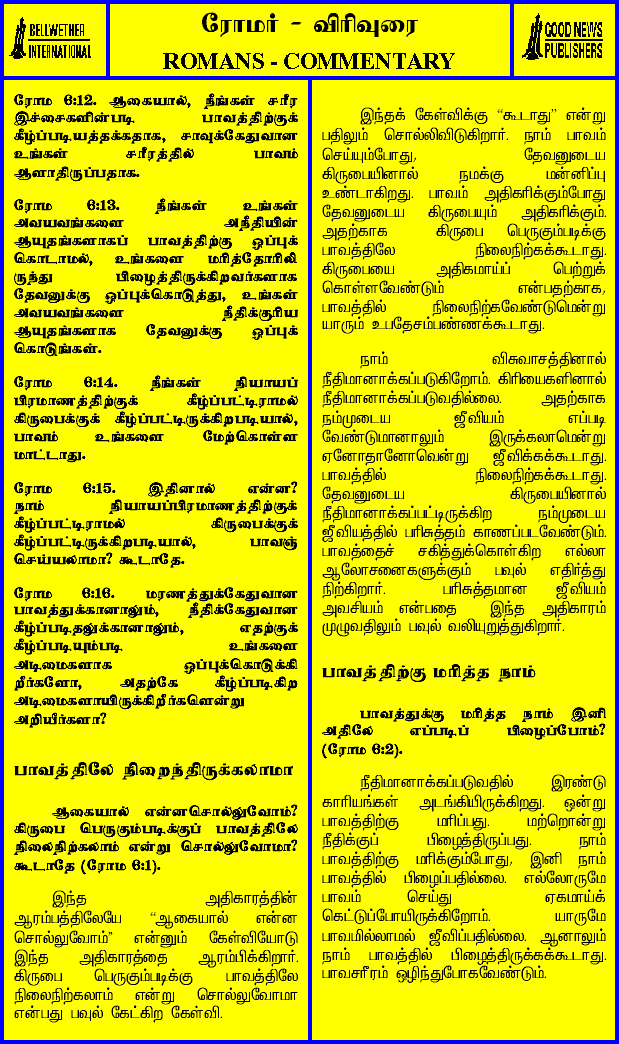 BELLWETHER
INTERNATIONAL
ரோமர் - விரிவுரை
ROMANS - COMMENTARY
GOOD NEWS
PUBLISHERS
ரோம 6:12. ஆகையால், நீங்கள் சரீர
இச்சைகளின்படி பாவத்திற்குக்
கீழ்ப்படியத்தக்கதாக, சாவுக்கேதுவான
உங்கள் சரீரத்தில் பாவம்
ஆளாதிருப்பதாக.
ரோம 6:13. நீங்கள் உங்கள்
அவயவங்களை அநீதியின்
ஆயுதங்களாகப் பாவத்திற்கு ஒப்புக்
கொடாமல், உங்களை மரித்தோரிலி
ருந்து பிழைத்திருக்கிறவர்களாக
தேவனுக்கு ஒப்புக்கொடுத்து, உங்கள்
அவயவங்களை நீதிக்குரிய
ஆயுதங்களாக தேவனுக்கு ஒப்புக்
கொடுங்கள்.
ரோம 6:14. நீங்கள் நியாயப்
பிரமாணத்திற்குக் கீழ்ப்பட்டிராமல்
கிருபைக்குக் கீழ்ப்பட்டிருக்கிறபடியால்,
பாவம் உங்களை மேற்கொள்ள
மாட்டாது.
ரோம 6:15. இதினால் என்ன?
நாம் நியாயப்பிரமாணத்திற்குக்
கீழ்ப்பட்டிராமல் கிருபைக்குக்
கீழ்ப்பட்டிருக்கிறபடியால், பாவஞ்
செய்யலாமா? கூடாதே.
ரோம 6:16. மரணத்துக்கேதுவான
பாவத்துக்கானாலும், நீதிக்கேதுவான
கீழ்ப்படிதலுக்கானாலும், எதற்குக்
கீழ்ப்படியும்படி உங்களை
அடிமைகளாக ஒப்புக்கொடுக்கி
றீர்களோ, அதற்கே கீழ்ப்படிகிற
அடிமைகளாயிருக்கிறீர்களென்று
அறியீர்களா?
பாவத்திலே நிறைந்திருக்கலாமா
ஆகையால் என்னசொல்லுவோம்?
கிருபை பெருகும்படிக்குப் பாவத்திலே
நிலைநிற்கலாம் என்று சொல்லுவோமா?
கூடாதே (ரோம 6:1).
இந்த அதிகாரத்தின்
ஆரம்பத்திலேயே “ஆகையால் என்ன
சொல்லுவோம்” என்னும் கேள்வியோடு
இந்த அதிகாரத்தை ஆரம்பிக்கிறார்.
கிருபை பெருகும்படிக்கு பாவத்திலே
நிலைநிற்கலாம் என்று சொல்லுவோமா
என்பது பவுல் கேட்கிற கேள்வி.
இந்தக் கேள்விக்கு “கூடாது” என்று
பதிலும் சொல்லிவிடுகிறார். நாம் பாவம்
செய்யும்போது, தேவனுடைய
கிருபையினால் நமக்கு மன்னிப்பு
உண்டாகிறது. பாவம் அதிகரிக்கும்போது
தேவனுடைய கிருபையும் அதிகரிக்கும்.
அதற்காக கிருபை பெருகும்படிக்கு
பாவத்திலே நிலைநிற்கக்கூடாது.
கிருபையை அதிகமாய்ப் பெற்றுக்
கொள்ளவேண்டும் என்பதற்காக,
பாவத்தில் நிலைநிற்கவேண்டுமென்று
யாரும் உபதேசம்பண்ணக்கூடாது.
நாம் விசுவாசத்தினால்
நீதிமானாக்கப்படுகிறோம். கிரியைகளினால்
நீதிமானாக்கப்படுவதில்லை. அதற்காக
நம்முடைய ஜீவியம் எப்படி
வேண்டுமானாலும் இருக்கலாமென்று
ஏனோதானோவென்று ஜீவிக்கக்கூடாது.
பாவத்தில் நிலைநிற்கக்கூடாது.
தேவனுடைய கிருபையினால்
நீதிமானாக்கப்பட்டிருக்கிற நம்முடைய
ஜீவியத்தில் பரிசுத்தம் காணப்படவேண்டும்.
பாவத்தைச் சகித்துக்கொள்கிற எல்லா
ஆலோசனைகளுக்கும் பவுல் எதிர்த்து
நிற்கிறார். பரிசுத்தமான ஜீவியம்
அவசியம் என்பதை இந்த அதிகாரம்
முழுவதிலும் பவுல் வலியுறுத்துகிறார்.
பாவத்திற்கு மரித்த நாம்
பாவத்துக்கு மரித்த நாம் இனி
அதிலே எப்படிப் பிழைப்போம்?
(ரோம 6:2).
நீதிமானாக்கப்படுவதில் இரண்டு
காரியங்கள் அடங்கியிருக்கிறது. ஒன்று
பாவத்திற்கு மரிப்பது. மற்றொன்று
நீதிக்குப் பிழைத்திருப்பது. நாம்
பாவத்திற்கு மரிக்கும்போது, இனி நாம்
பாவத்தில் பிழைப்பதில்லை. எல்லோருமே
பாவம் செய்து ஏகமாய்க்
கெட்டுப்போயிருக்கிறோம். யாருமே
பாவமில்லாமல் ஜீவிப்பதில்லை. ஆனாலும்
நாம் பாவத்தில் பிழைத்திருக்கக்கூடாது.
பாவசரீரம் ஒழிந்துபோகவேண்டும்.